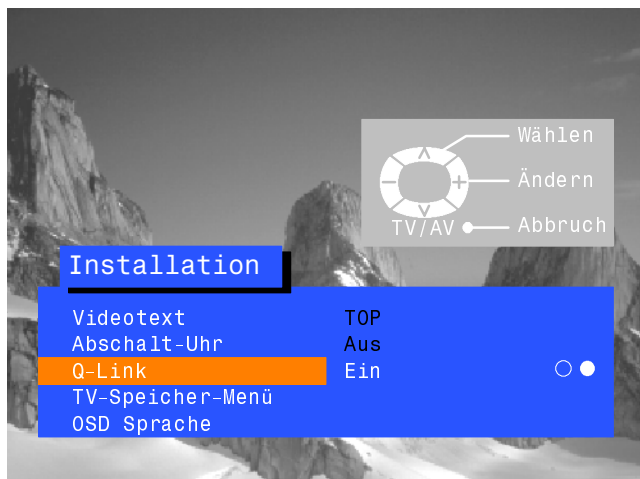 Wählen
Ändern
TV/AV Abbruch
Installation
Videotext TOP
Abschalt-Uhr Aus
Q-Link Ein
TV-Speicher-Menü
OSD Sprache